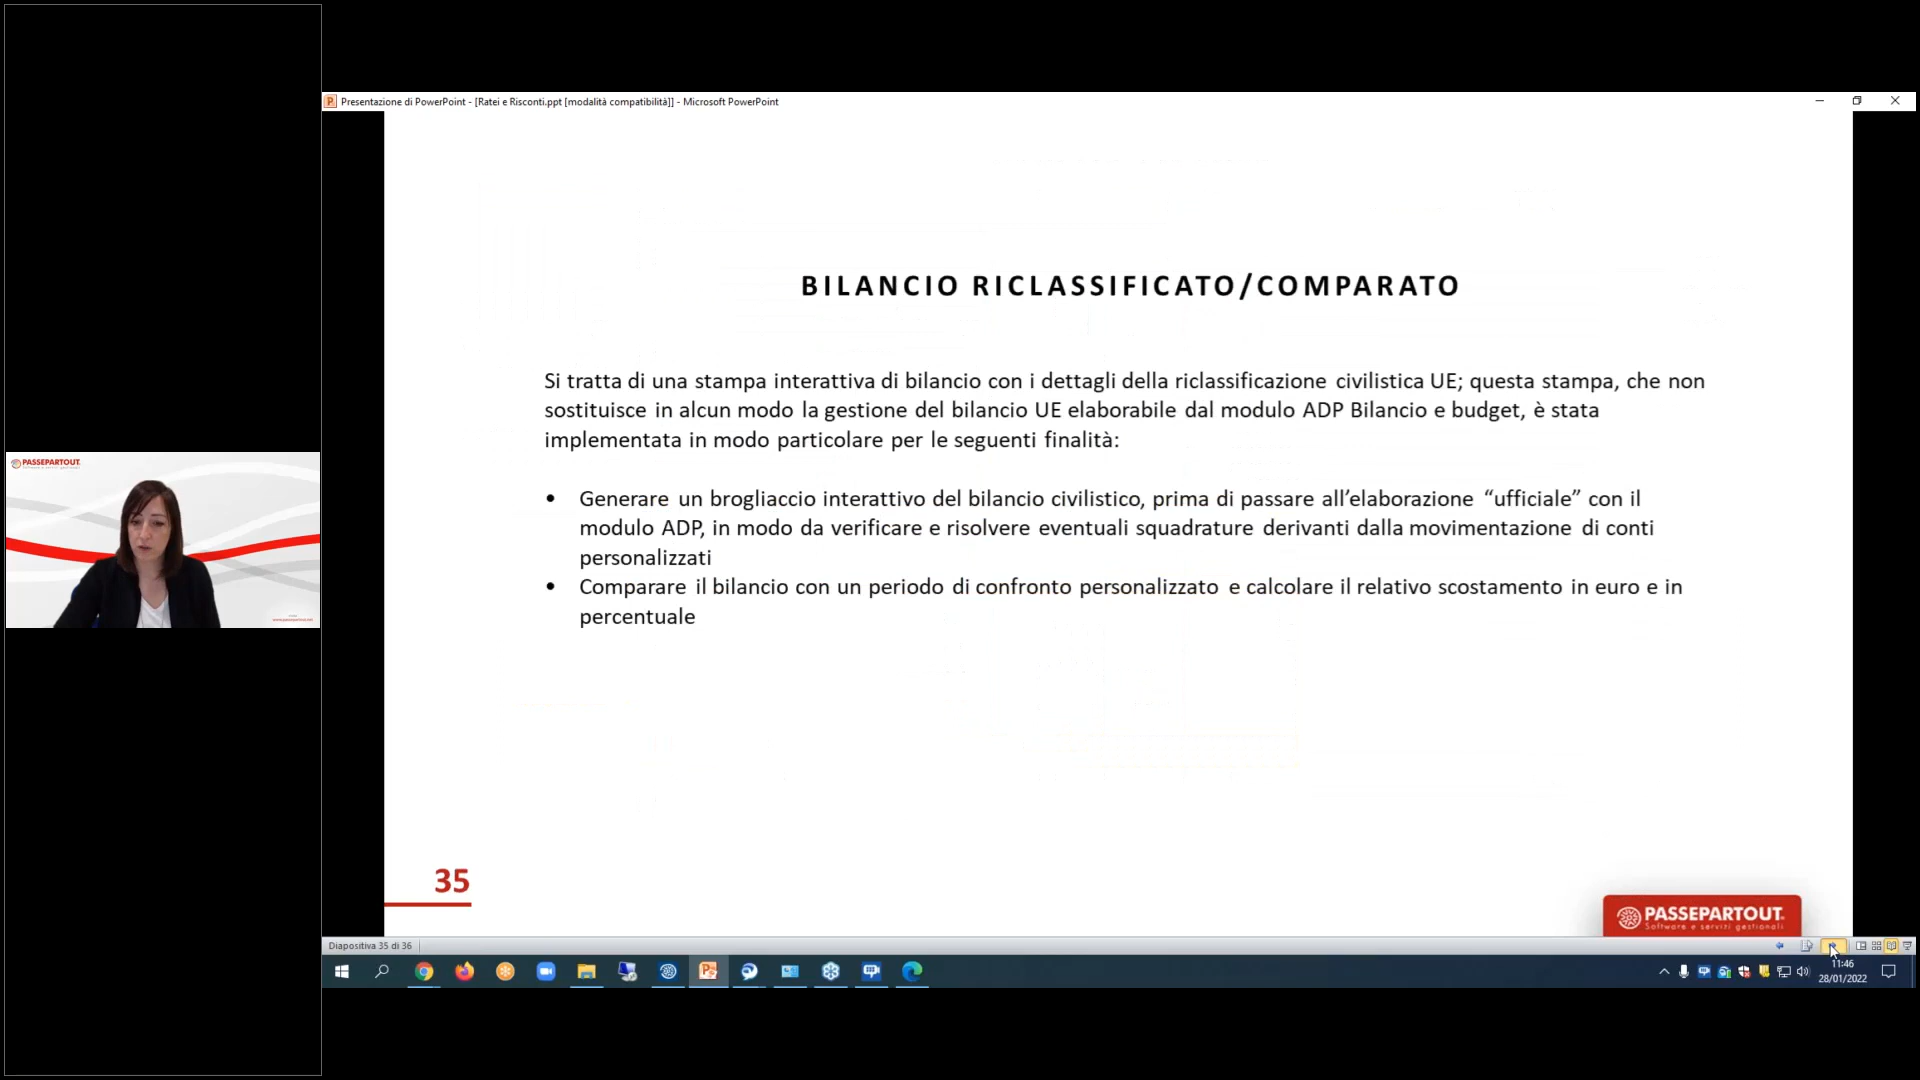 Presentazione di PowerPoint - [Ratei e Risconti.ppt [modalità compatibilità]] - Microsoft PowerPoint
BILANCIO RICLASSIFICATO/COMPARATO
Si tratta di una stampa interattiva di bilancio con i dettagli della riclassificazione civilistica UE; questa stampa, che non
sostituisce in alcun modo la gestione del bilancio UE elaborabile dal modulo ADP Bilancio e budget, è stata
implementata in modo particolare per le seguenti finalità:
• Generare un brogliaccio interattivo del bilancio civilistico, prima di passare all’elaborazione “ufficiale” con il
modulo ADP, in modo da verificare e risolvere eventuali squadrature derivanti dalla movimentazione di conti
personalizzati
• Comparare il bilancio con un periodo di confronto personalizzato e calcolare il relativo scostamento in euro e in
percentuale
PASSEPARTOUT
35
PASSEPARTOUT
Software e servizi gestionali
Diapositiva 35 di 36
11:46
28/01/2022